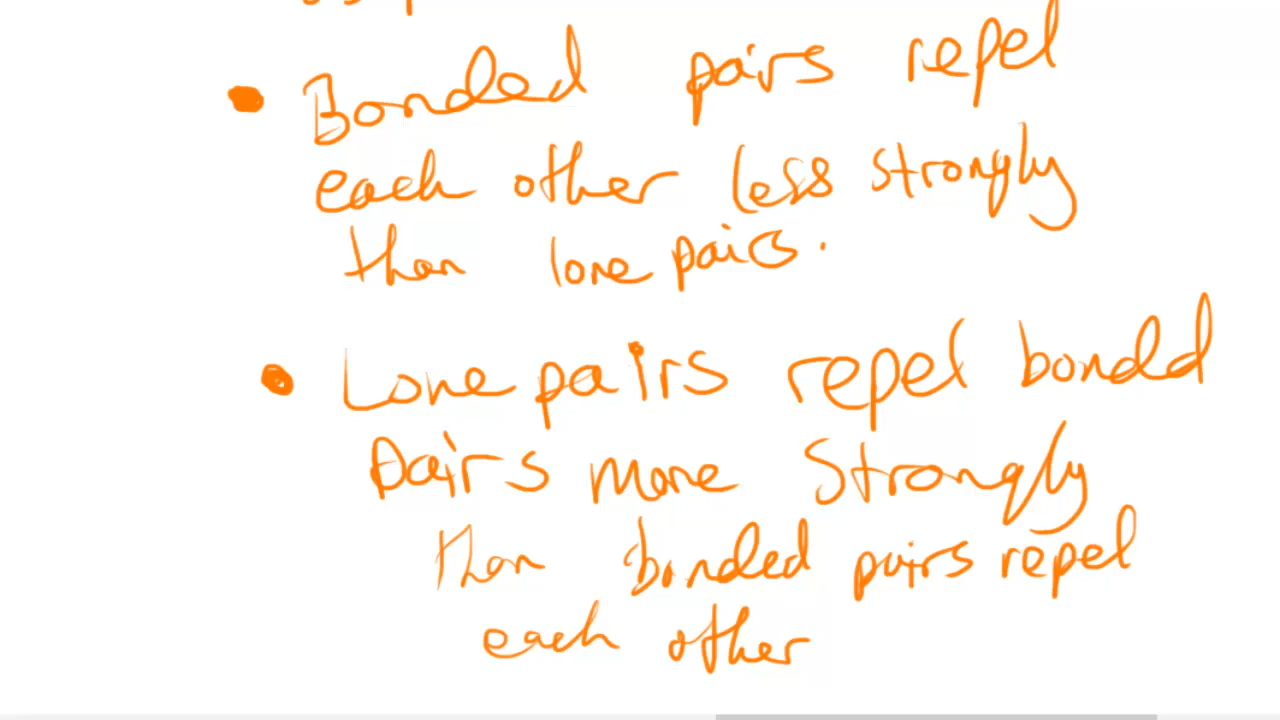 • Bonded pairs repel
each other less strongly
than lone pairs.
• Lone pairs repel bonded
pairs more strongly
than bonded pairs repel
each other